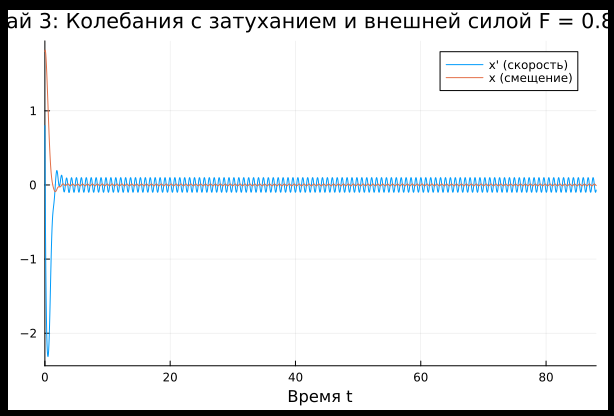 ай 3: Колебания с затуханием и внешней силой F = 0.8
x' (скорость)
x (смещение)
1
0
−1
−2
0
20
40
60
80
Время t